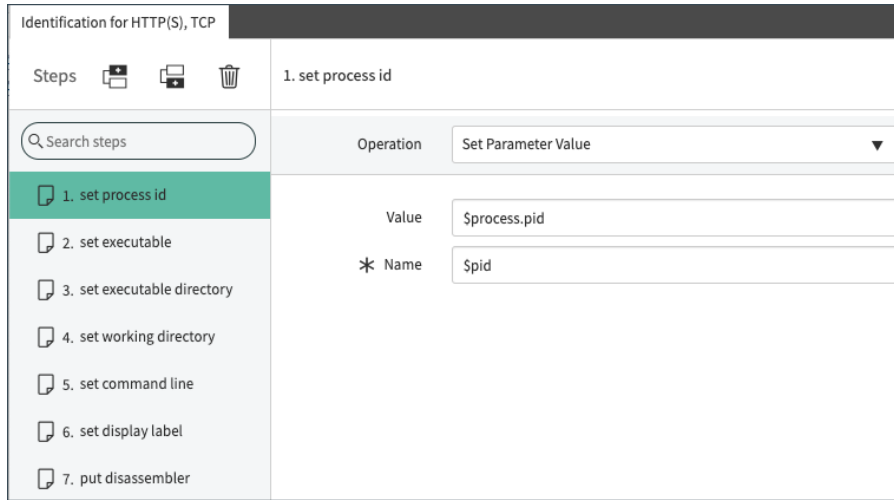 Identification for HTTP(S), TCP
Steps
1. set process id
Search steps
Operation
Set Parameter Value
1. set process id
Value
$process.pid
Name
$pid
2. set executable
3. set executable directory
4. set working directory
5. set command line
6. set display label
7. put disassembler